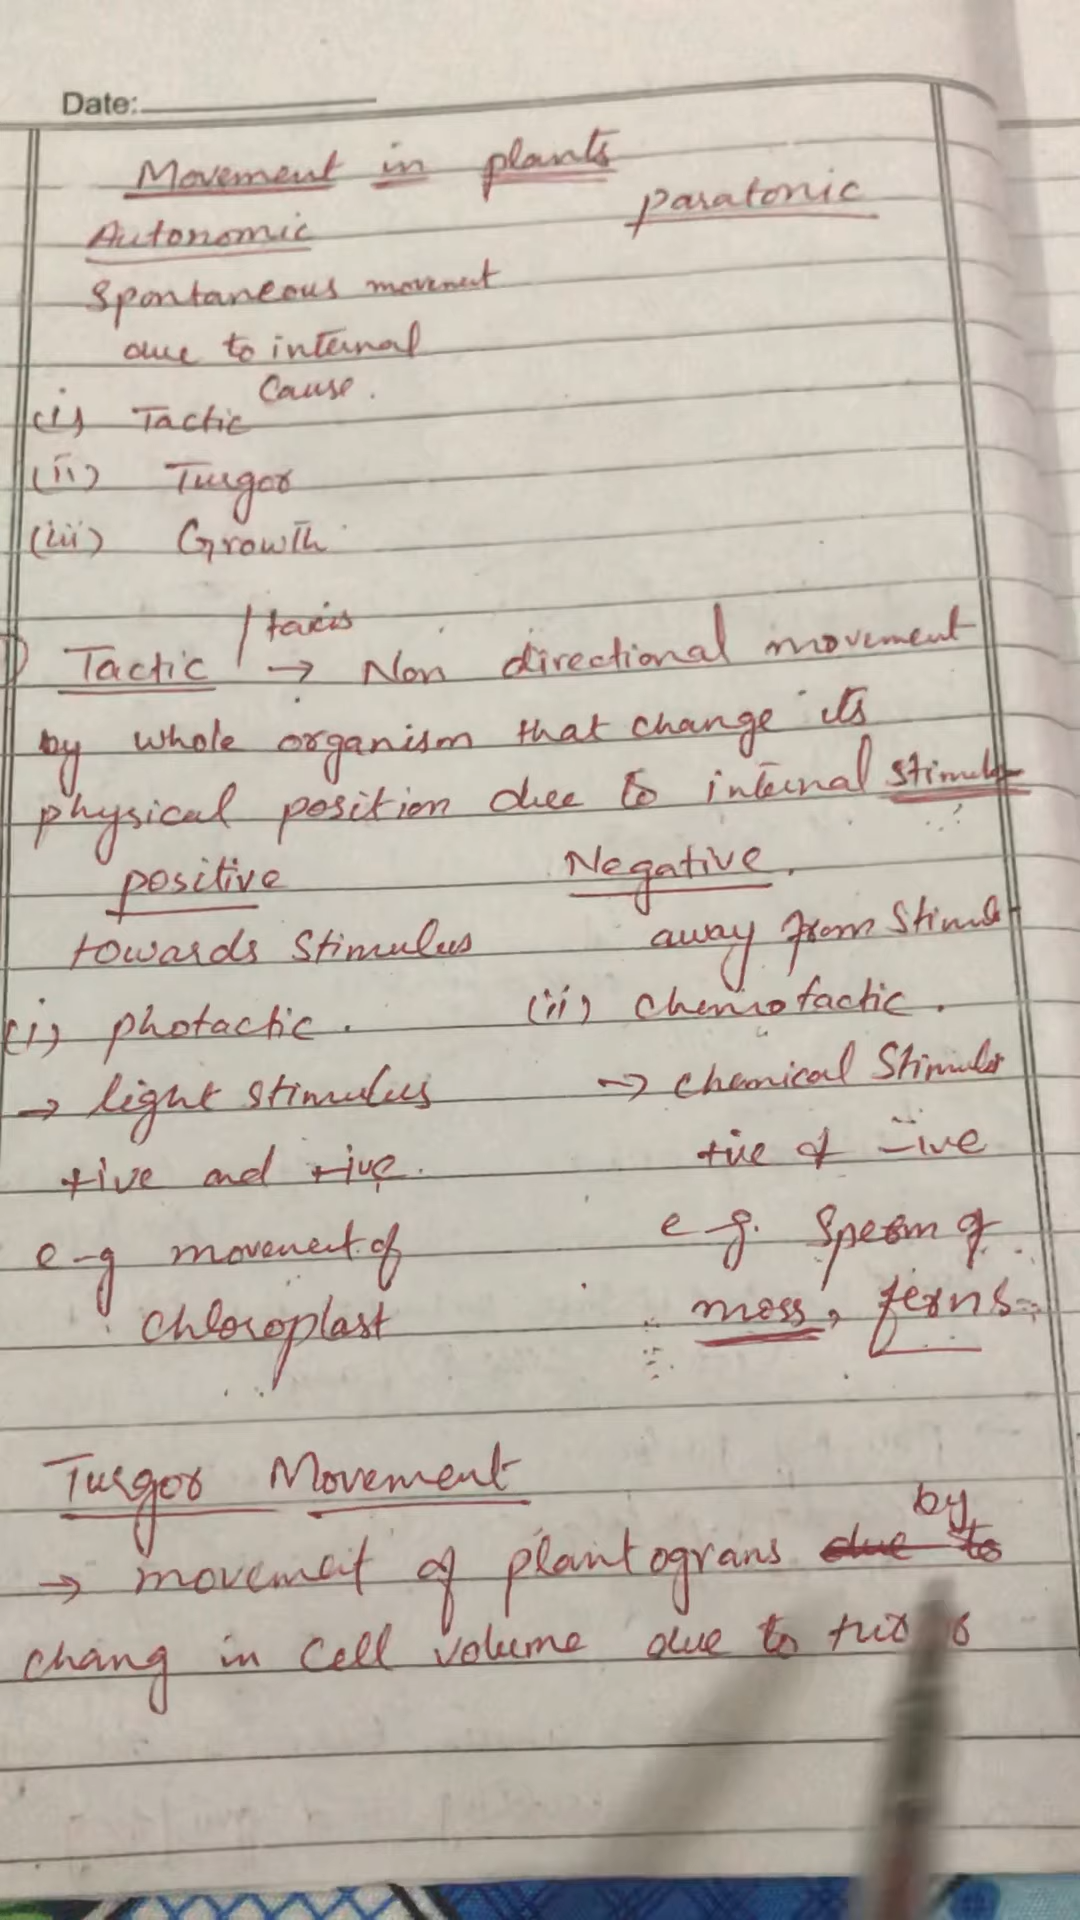 Date:
Movement in plants
paratonic
Autonomic
Spontaneous movement
due to internal
Cause.
(i) Tactic
(ii) Turgor
(iii) Growth
Tactic / taxis → Non directional movement
by whole organism that change its
physical position due to internal
positive
Negative.
towards Stimulus
away from
(i) photactic.
(ii) chemotactic.
→ light stimulus
→ chemical
+ive and +ive.
+ive & -ive
e-g movement of
chloroplast
e-g. Sperm of
moss, ferns
Turgor Movement
by
→ movement of plant ograns due to
chang in cell volume due to